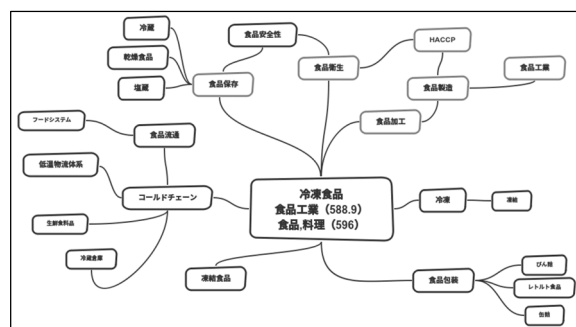 冷蔵
食品安全性
HACCP
乾燥食品
食品衛生
食品工業
塩蔵
食品保存
食品製造
フードシステム
食品流通
食品加工
低温物流体系
コールドチェーン
冷凍食品
食品工業（588.9）
食品,料理（596）
冷凍
凍結
生鮮食料品
冷蔵倉庫
凍結食品
食品包装
びん詰
レトルト食品
缶詰